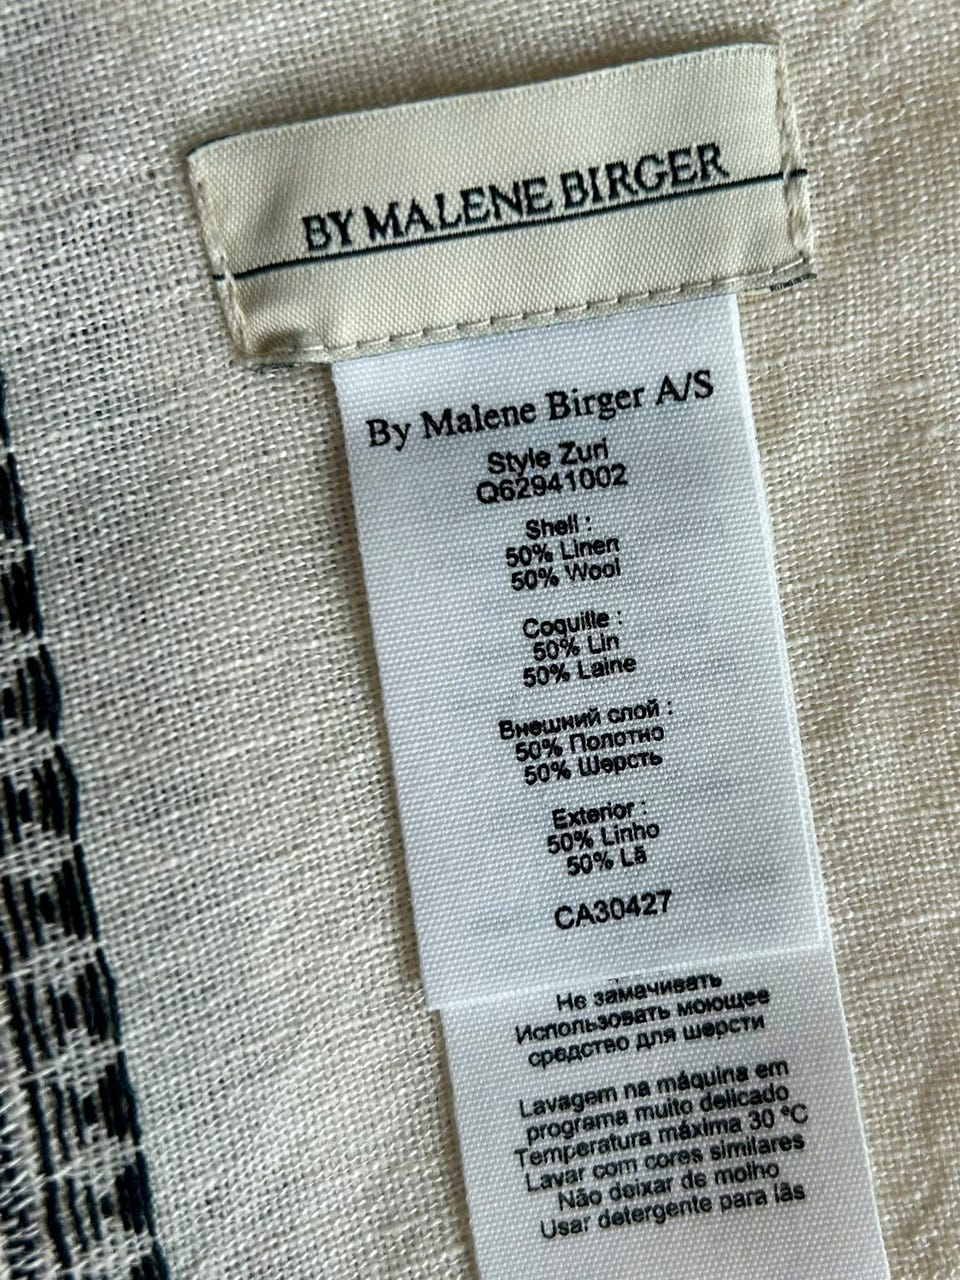 BY MALENE BIRGER
By Malene Birger A/S
Style Zuri
Q62941002
Shell :
50% Linen
50% Wool
Coquille :
50% Lin
50% Laine
Внешний слой :
50% Полотно
50% Шерсть
Exterior :
50% Linho
50% Lã
CA30427
Не замачивать
Использовать моющее
средство для шерсти
Lavagem na máquina em
programa muito delicado
Temperatura máxima 30 °C
Lavar com cores similares
Não deixar de molho
Usar detergente para lãs